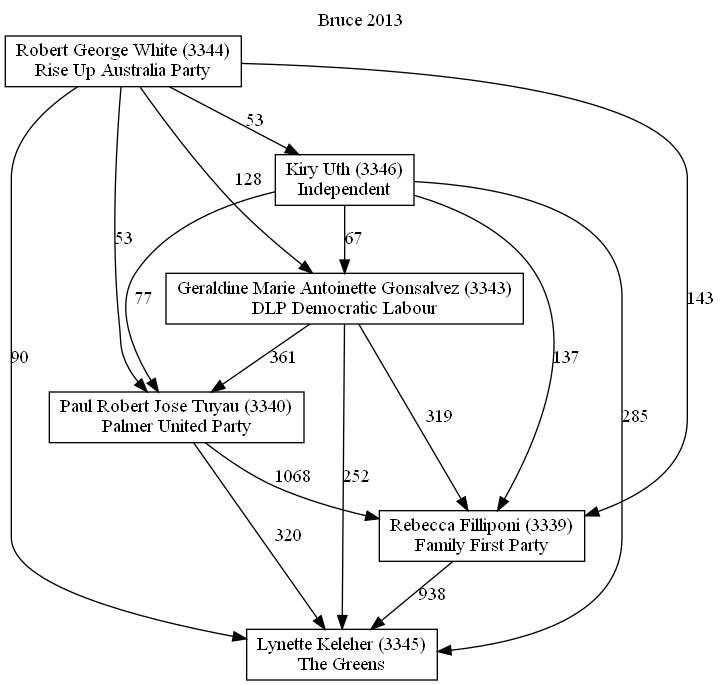 Bruce 2013
Robert George White (3344)
Rise Up Australia Party
53
Kiry Uth (3346)
Independent
128
53
77
67
143
Geraldine Marie Antoinette Gonsalvez (3343)
DLP Democratic Labour
90
361
137
Paul Robert Jose Tuyau (3340)
Palmer United Party
319
285
1068
252
Rebecca Filliponi (3339)
Family First Party
320
938
Lynette Keleher (3345)
The Greens